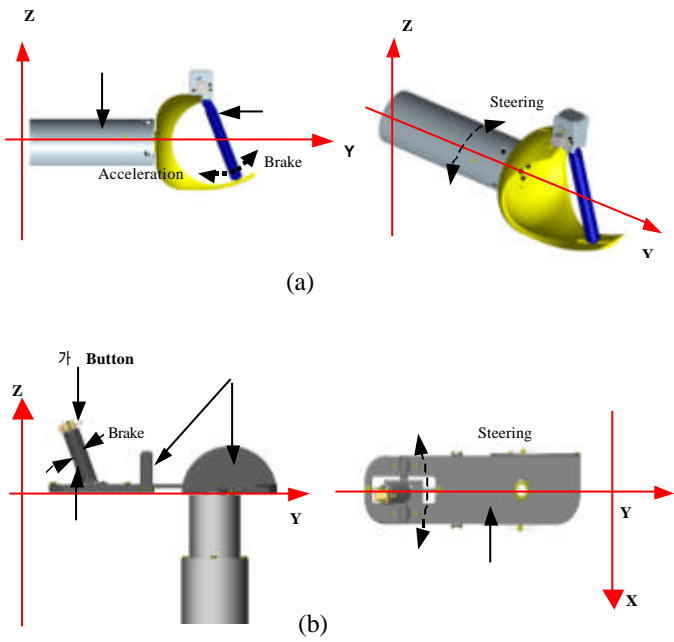 Z
Z
Steering
Y
Acceleration
Brake
Y
(a)
가 Button
Z
Brake
Steering
Y
Y
X
(b)